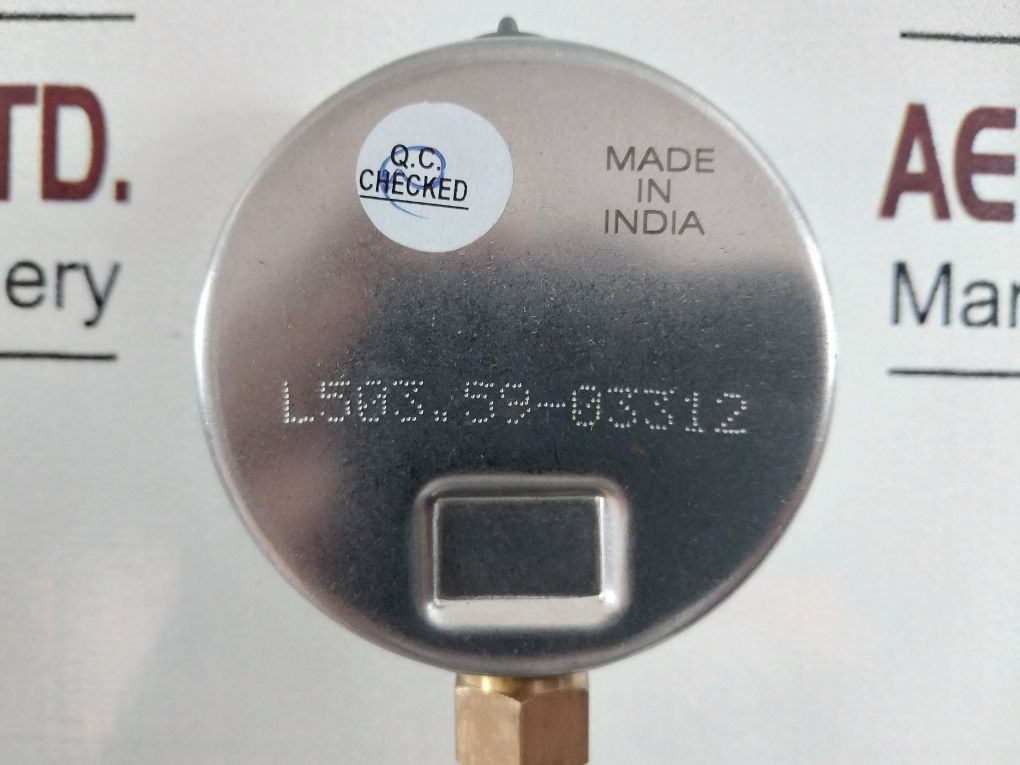 TD.
ery
Q.C.
CHECKED
MADE
IN
INDIA
AE
Mar
L503.59-03312